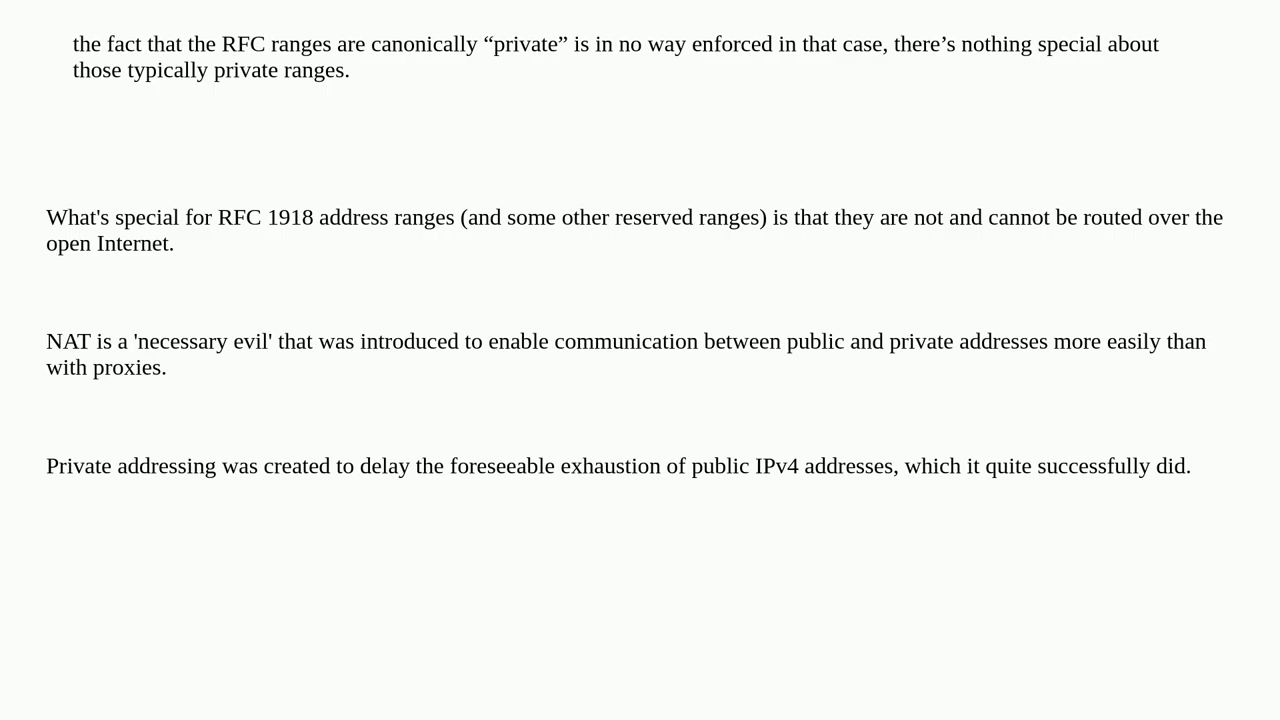 the fact that the RFC ranges are canonically “private” is in no way enforced in that case, there’s nothing special about
those typically private ranges.
What's special for RFC 1918 address ranges (and some other reserved ranges) is that they are not and cannot be routed over the
open Internet.
NAT is a 'necessary evil' that was introduced to enable communication between public and private addresses more easily than
with proxies.
Private addressing was created to delay the foreseeable exhaustion of public IPv4 addresses, which it quite successfully did.